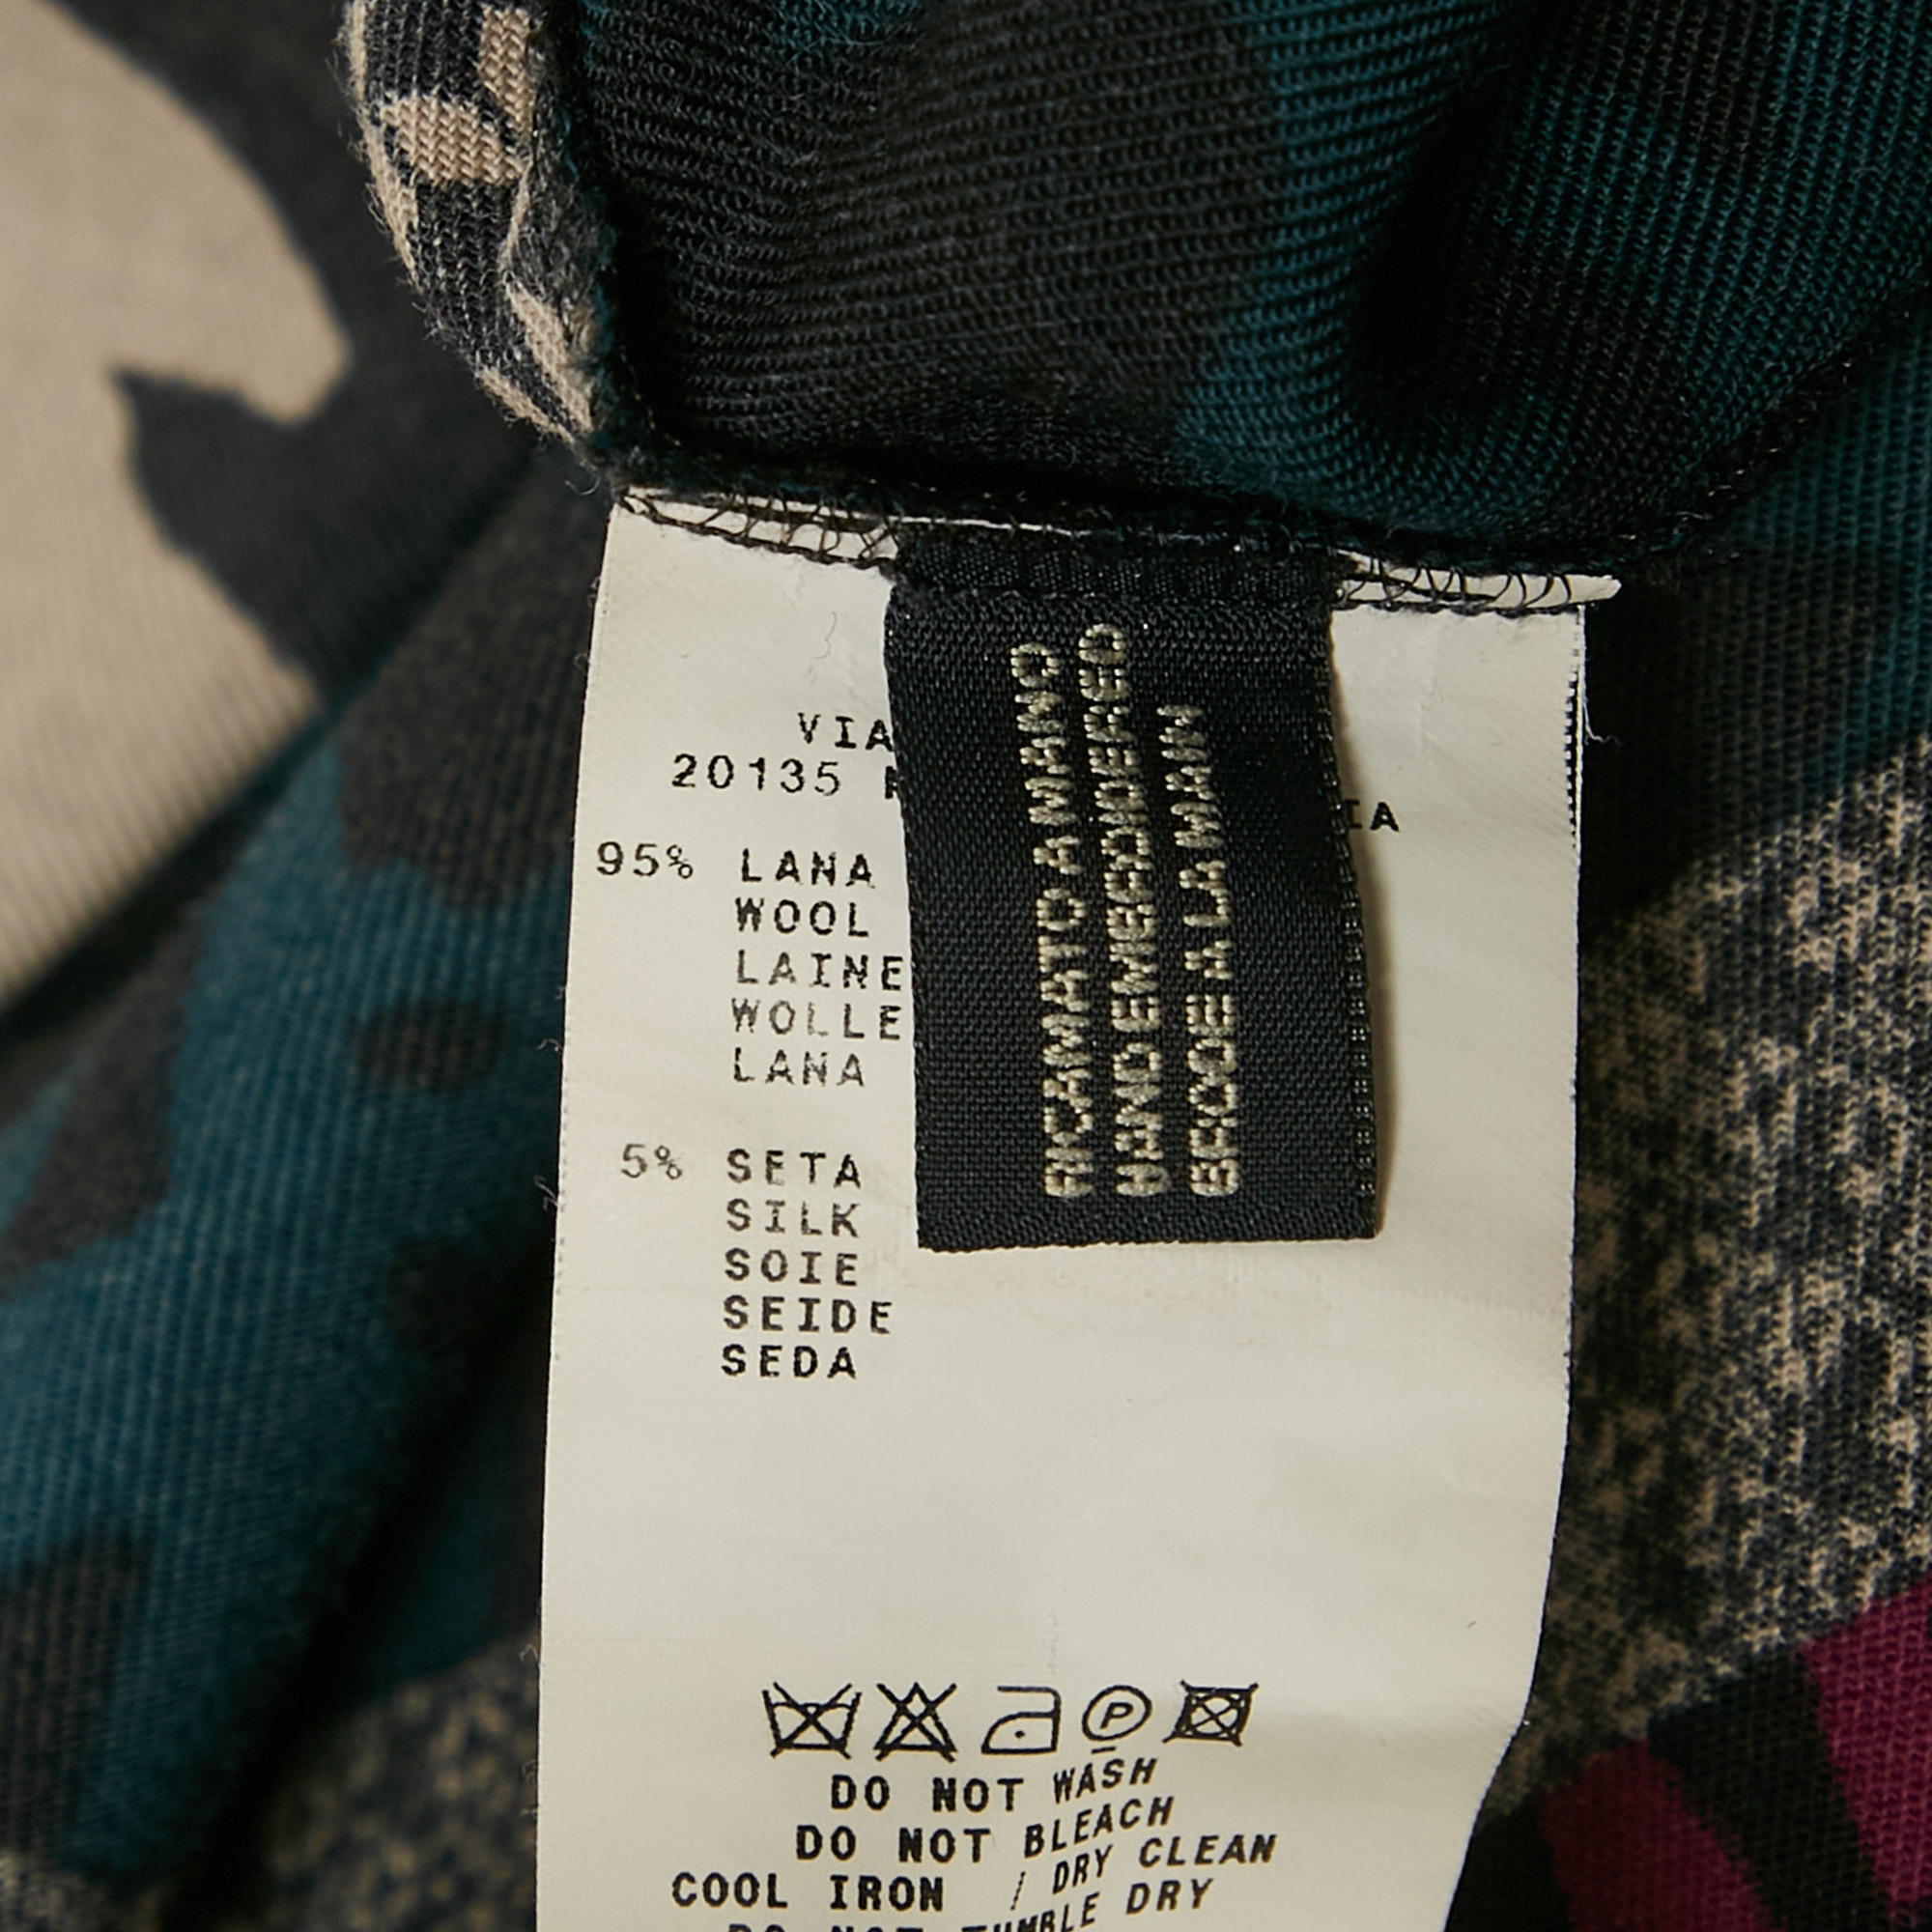 VIA
20135
IA
95% LANA
WOOL
LAINE
WOLLE
LANA
5% SETA
SILK
SOIE
SEIDE
SEDA
RICAMATO A MANO
HAND EMBROIDERED
BRODE A LA MAIN
P
DO NOT WASH
DO NOT BLEACH
COOL IRON / DRY CLEAN
DO NOT TUMBLE DRY